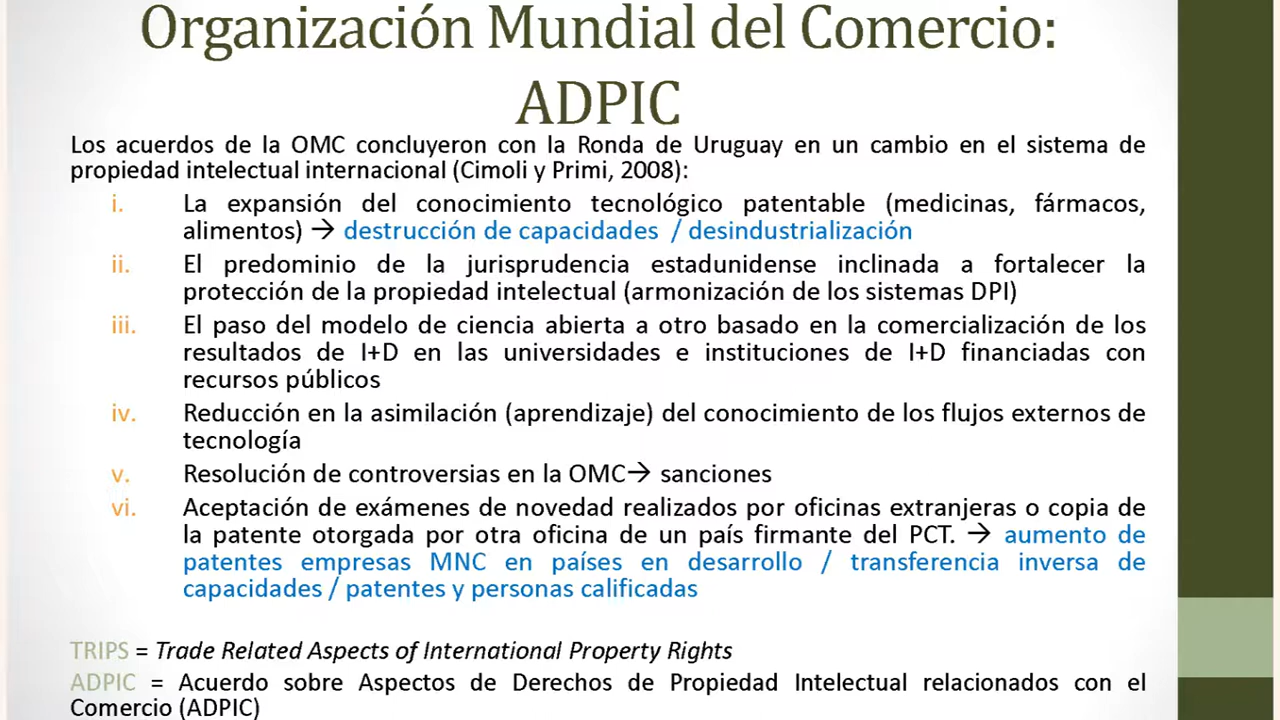 Organización Mundial del Comercio:
ADPIC
Los acuerdos de la OMC concluyeron con la Ronda de Uruguay en un cambio en el sistema de
propiedad intelectual internacional (Cimoli y Primi, 2008):
i. La expansión del conocimiento tecnológico patentable (medicinas, fármacos,
alimentos) → destrucción de capacidades / desindustrialización
ii. El predominio de la jurisprudencia estadunidense inclinada a fortalecer la
protección de la propiedad intelectual (armonización de los sistemas DPI)
iii. El paso del modelo de ciencia abierta a otro basado en la comercialización de los
resultados de I+D en las universidades e instituciones de I+D financiadas con
recursos públicos
iv. Reducción en la asimilación (aprendizaje) del conocimiento de los flujos externos de
tecnología
v. Resolución de controversias en la OMC→ sanciones
vi. Aceptación de exámenes de novedad realizados por oficinas extranjeras o copia de
la patente otorgada por otra oficina de un país firmante del PCT. → aumento de
patentes empresas MNC en países en desarrollo / transferencia inversa de
capacidades / patentes y personas calificadas
TRIPS = Trade Related Aspects of International Property Rights
ADPIC = Acuerdo sobre Aspectos de Derechos de Propiedad Intelectual relacionados con el
Comercio (ADPIC)